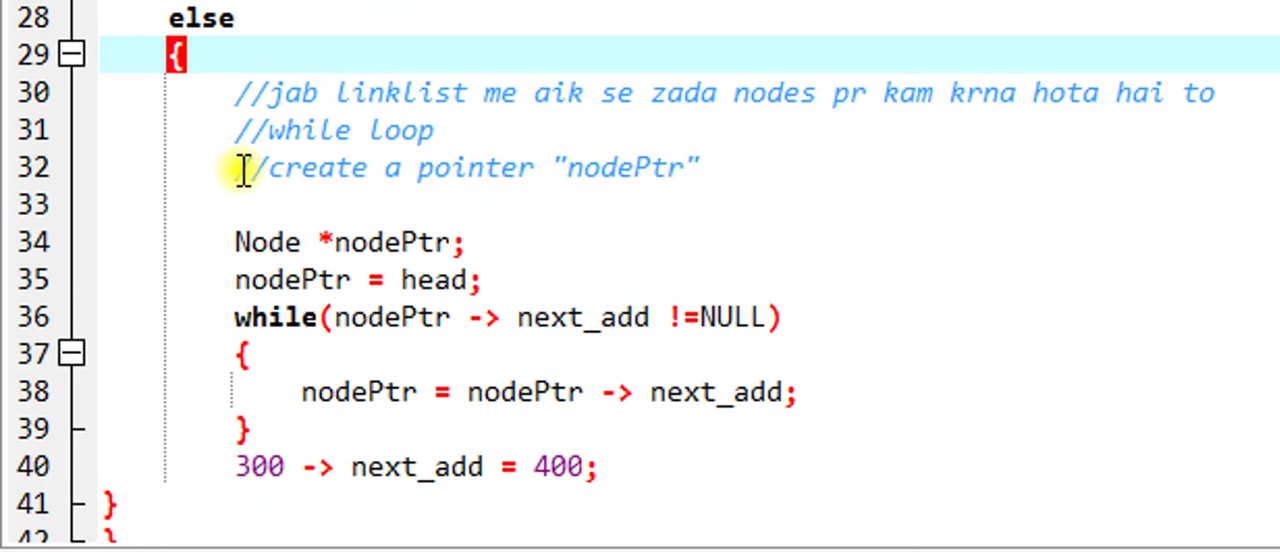 28 else
29 {
30 //jab linklist me aik se zada nodes pr kam krna hota hai to
31 //while loop
32 //create a pointer "nodePtr"
33
34 Node *nodePtr;
35 nodePtr = head;
36 while(nodePtr -> next_add !=NULL)
37 {
38 nodePtr = nodePtr -> next_add;
39 }
40 300 -> next_add = 400;
41 }
42 }